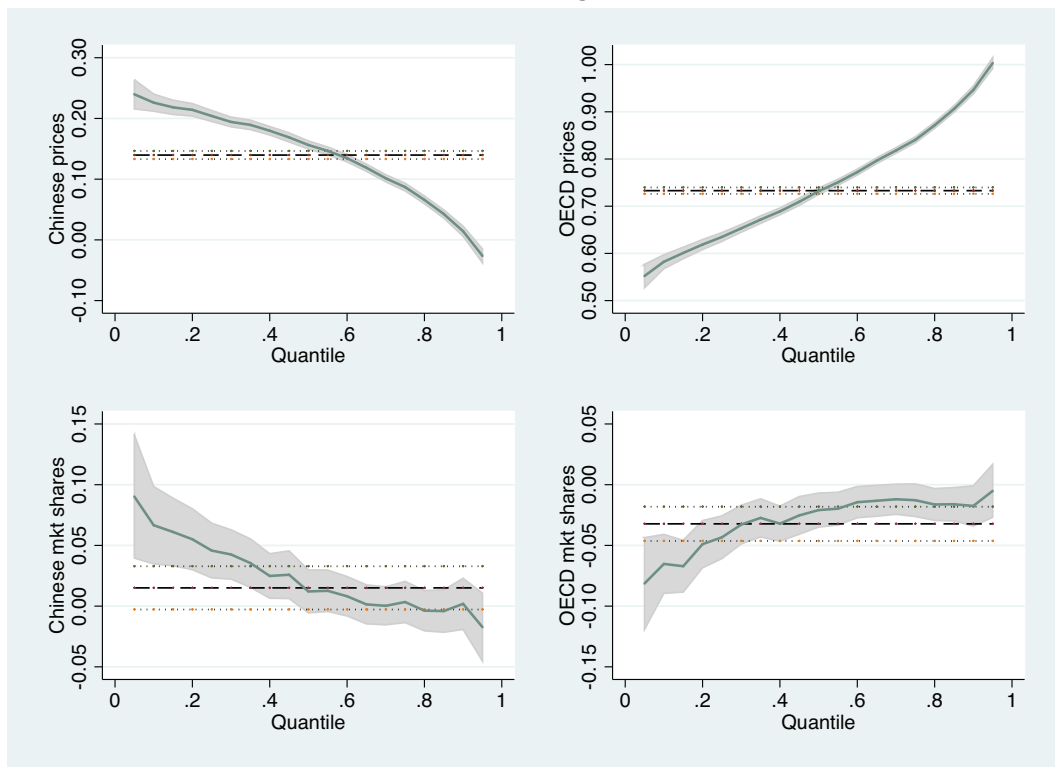 Chinese prices
0.30
0.20
0.10
0.00
-0.10
0 .2 .4 .6 .8 1
Quantile
OECD prices
1.00
0.90
0.80
0.70
0.60
0.50
0 .2 .4 .6 .8 1
Quantile
Chinese mkt shares
0.15
0.10
0.05
0.00
-0.05
0 .2 .4 .6 .8 1
Quantile
OECD mkt shares
0.05
0.00
-0.05
-0.10
-0.15
0 .2 .4 .6 .8 1
Quantile